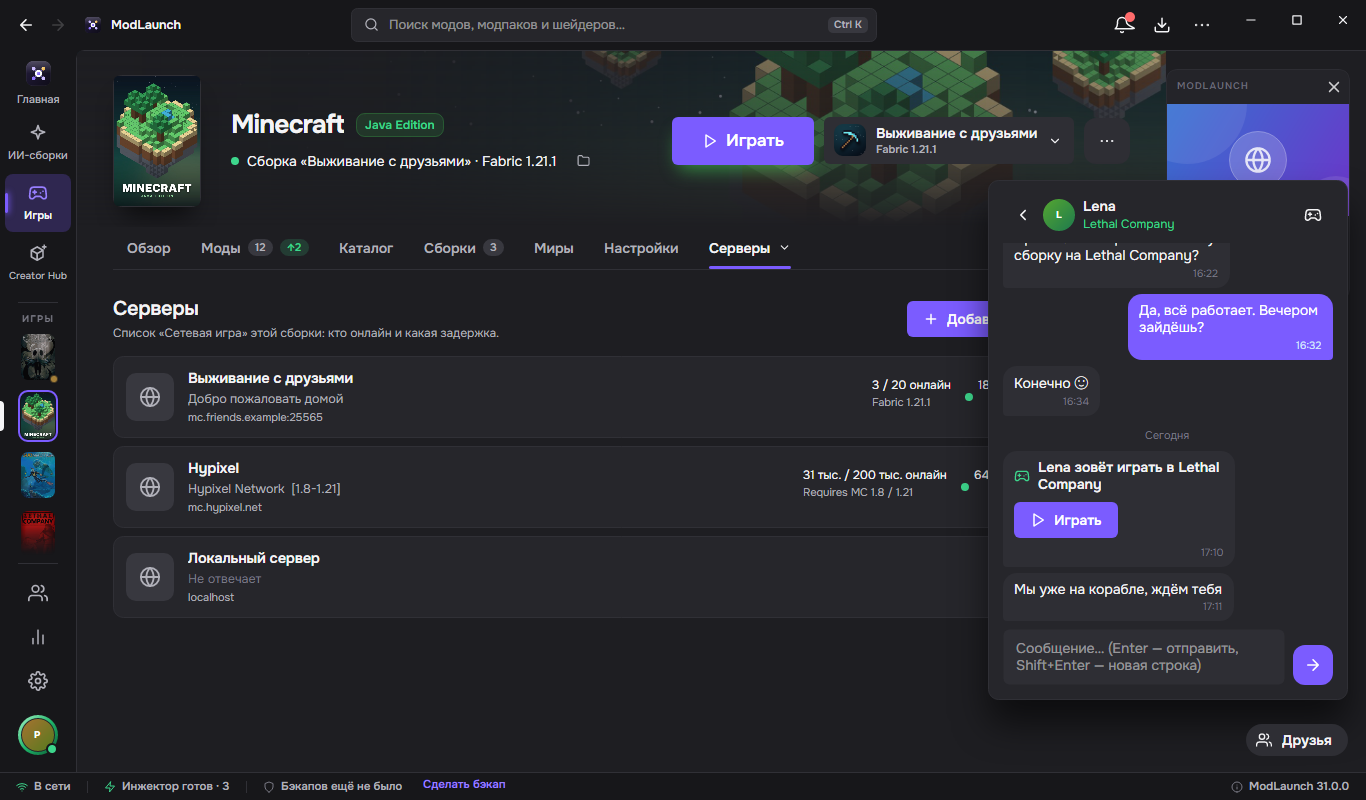 ModLaunch
Поиск модов, модпаков и шейдеров...
Ctrl K
Главная
ИИ-сборки
Игры
Creator Hub
ИГРЫ
MINECRAFT
Minecraft
Java Edition
Сборка «Выживание с друзьями» · Fabric 1.21.1
Играть
Выживание с друзьями
Fabric 1.21.1
MODLAUNCH
Обзор
Моды 12 2
Каталог
Сборки 3
Миры
Настройки
Серверы
Серверы
Список «Сетевая игра» этой сборки: кто онлайн и какая задержка.
Добав
Выживание с друзьями
Добро пожаловать домой
mc.friends.example:25565
3 / 20 онлайн
Fabric 1.21.1
18
Hypixel
Hypixel Network [1.8-1.21]
mc.hypixel.net
31 тыс. / 200 тыс. онлайн
Requires MC 1.8 / 1.21
64
Локальный сервер
Не отвечает
localhost
L
Lena
Lethal Company
сборку на Lethal Company?
16:22
Да, всё работает. Вечером
зайдёшь?
16:32
Конечно
16:34
Сегодня
Lena зовёт играть в Lethal
Company
Играть
17:10
Мы уже на корабле, ждём тебя
17:11
Сообщение... (Enter — отправить,
Shift+Enter — новая строка)
Друзья
P
В сети
Инжектор готов · 3
Бэкапов ещё не было
Сделать бэкап
ModLaunch 31.0.0